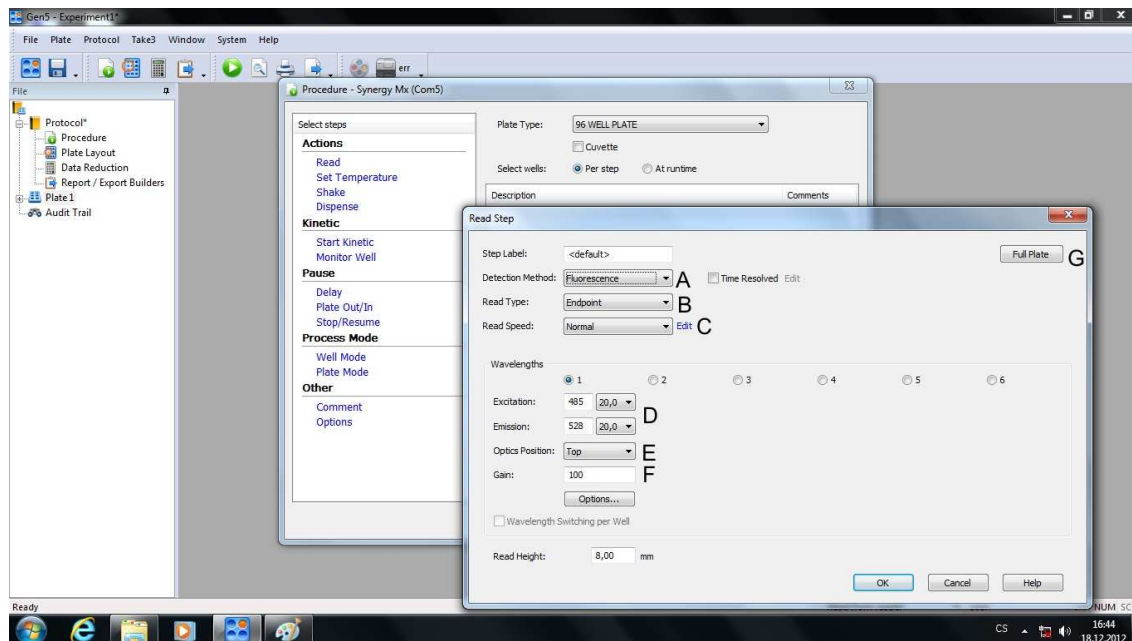 Gen5 - Experiment1*
File Plate Protocol Take3 Window System Help
err
File
Protocol*
Procedure
Plate Layout
Data Reduction
Report / Export Builders
Plate 1
Audit Trail
Procedure - Synergy Mx (Com5)
Select steps
Actions
Read
Set Temperature
Shake
Dispense
Kinetic
Start Kinetic
Monitor Well
Pause
Delay
Plate Out/In
Stop/Resume
Process Mode
Well Mode
Plate Mode
Other
Comment
Options
Plate Type: 96 WELL PLATE
Cuvette
Select wells: Per step At runtime
Description Comments
Read Step
Step Label: <default> Full Plate G
Detection Method: Fluorescence A Time Resolved Edit
Read Type: Endpoint B
Read Speed: Normal Edit C
Wavelengths
1 2 3 4 5 6
Excitation: 485 20,0
D
Emission: 528 20,0
Optics Position: Top E
Gain: 100 F
Options...
Wavelength Switching per Well
Read Height: 8,00 mm
OK Cancel Help
Ready NUM SC
CS 16:44
18.12.2012